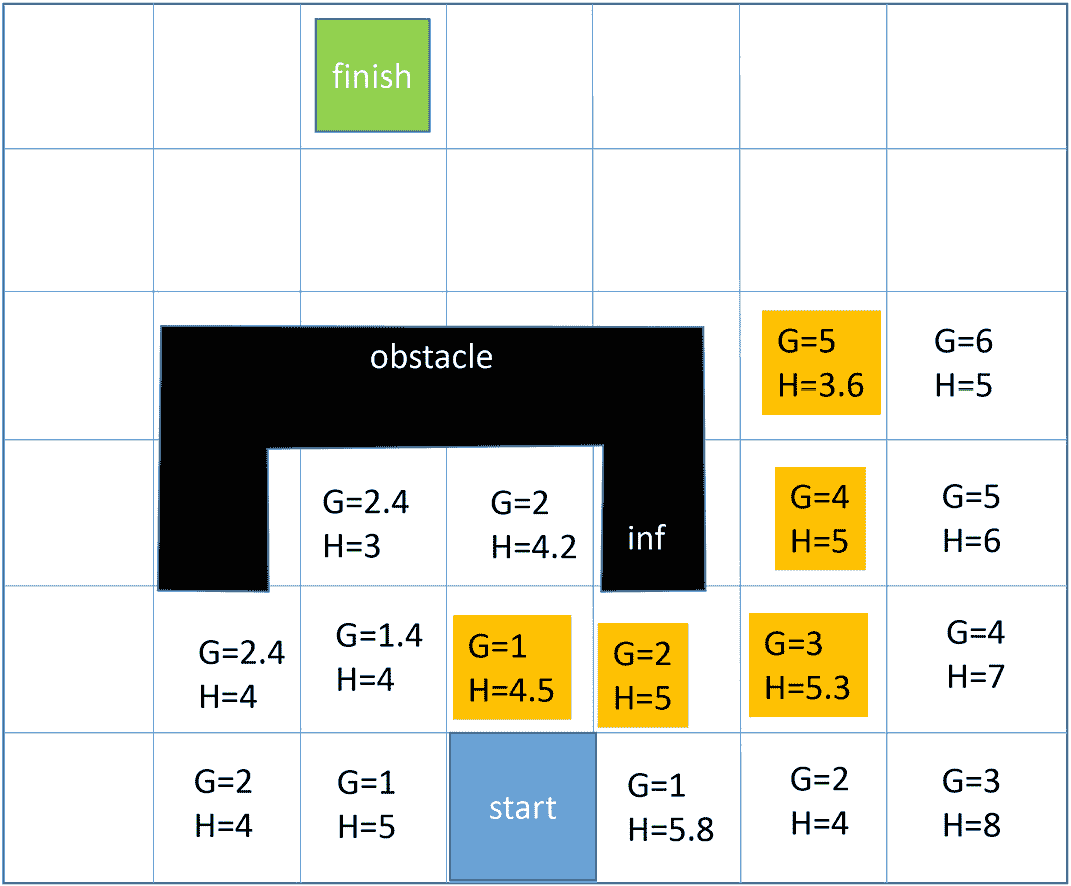 finish
obstacle
G=5
H=3.6
G=6
H=5
G=2.4
H=3
G=2
H=4.2
inf
G=4
H=5
G=5
H=6
G=2.4
H=4
G=1.4
H=4
G=1
H=4.5
G=2
H=5
G=3
H=5.3
G=4
H=7
G=2
H=4
G=1
H=5
start
G=1
H=5.8
G=2
H=4
G=3
H=8